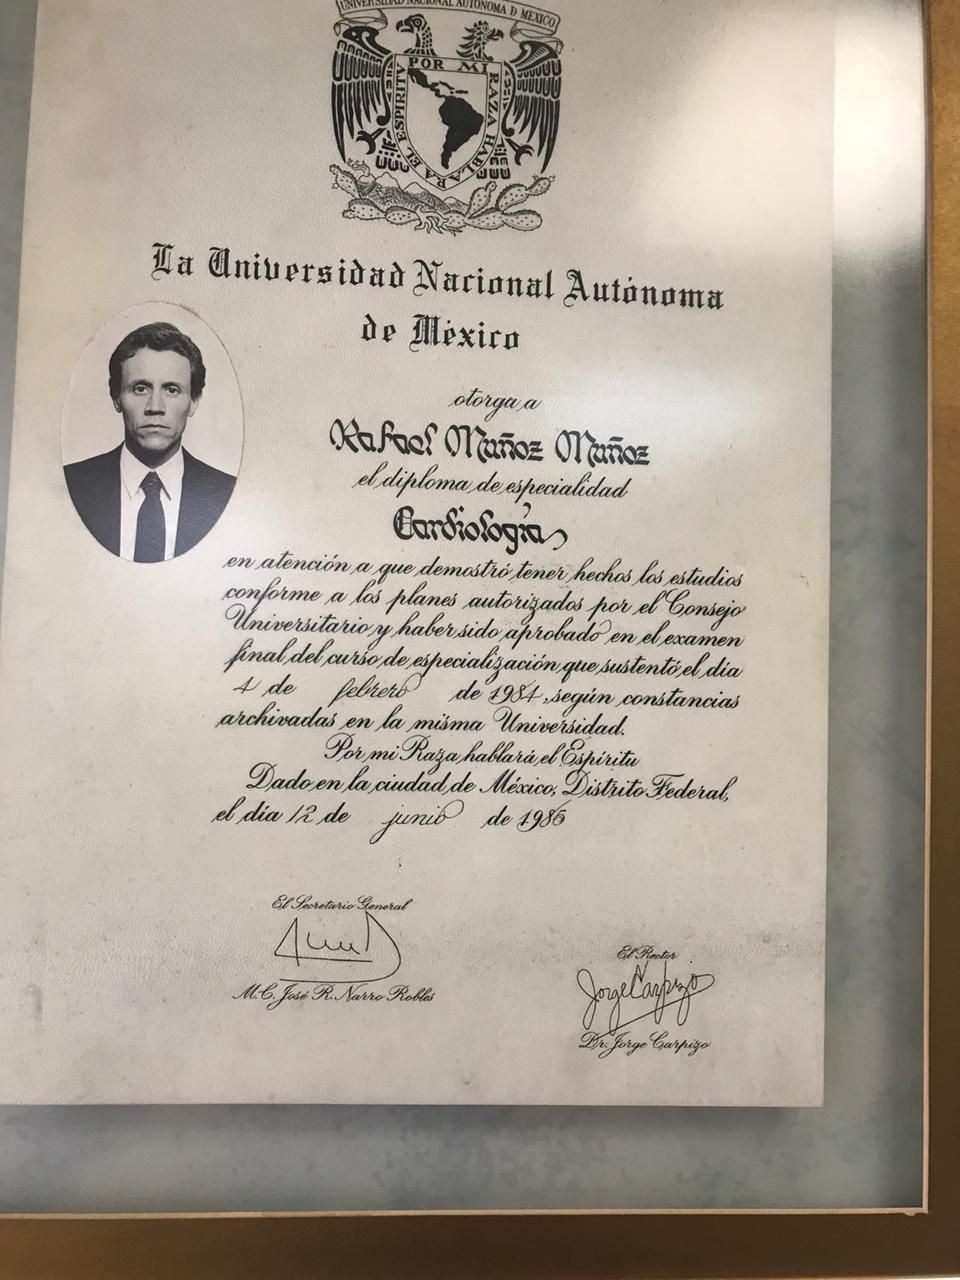 UNIVERSIDAD NACIONAL AUTONOMA D MEXICO
POR MI RAZA HABLARA EL ESPIRITV
La Universidad Nacional Autónoma
de México
otorga a
Rafael Muñoz Muñoz
el diploma de especialidad
Cardiología
en atención a que demostró tener hechos los estudios
conforme a los planes autorizados por el Consejo
Universitario y haber sido aprobado en el examen
final del curso de especialización que sustentó el día
4 de febrero de 1984, según constancias
archivadas en la misma Universidad.
Por mi Raza hablará el Espíritu
Dado en la ciudad de México, Distrito Federal,
el día 12 de junio de 1986
El Secretario General
M.C. José R. Narro Robles
El Rector
Jorge Carpizo
Dr. Jorge Carpizo